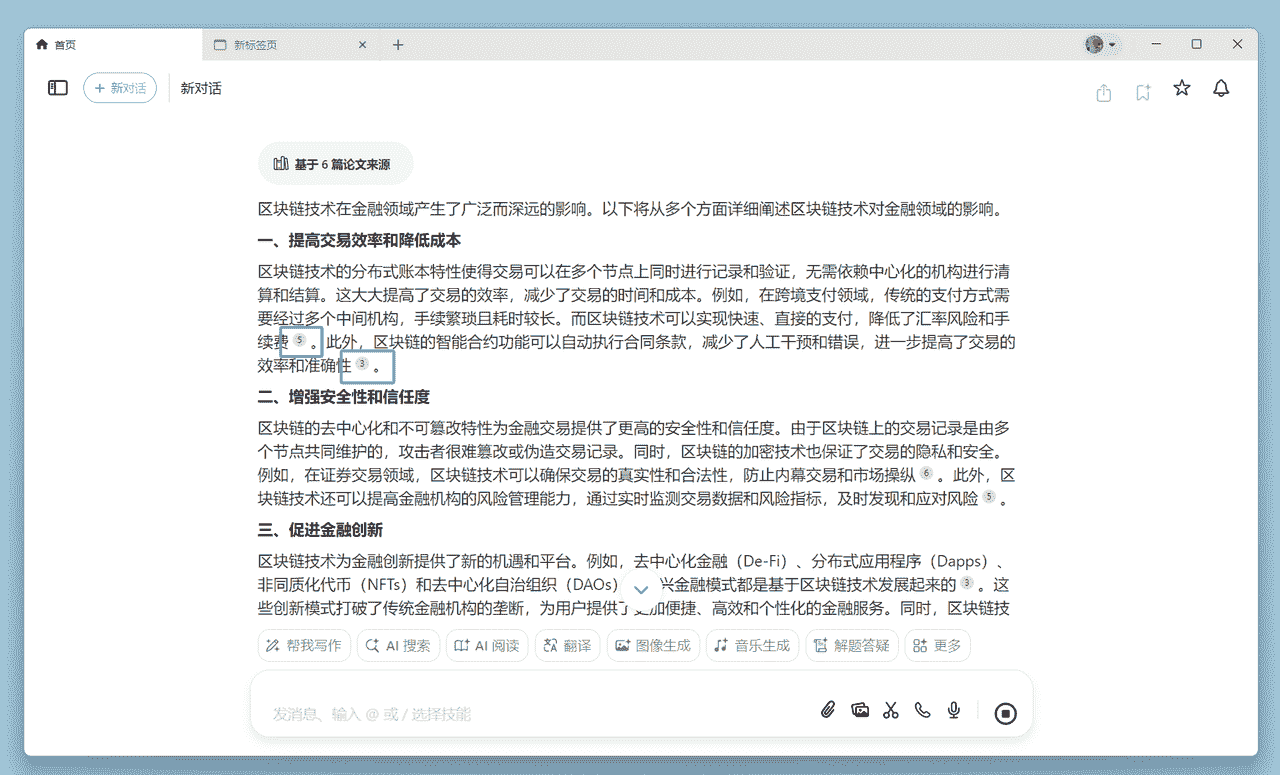 首页
新标签页
新对话
新对话
基于 6 篇论文来源
区块链技术在金融领域产生了广泛而深远的影响。以下将从多个方面详细阐述区块链技术对金融领域的影响。
一、提高交易效率和降低成本
区块链技术的分布式账本特性使得交易可以在多个节点上同时进行记录和验证，无需依赖中心化的机构进行清
算和结算。这大大提高了交易的效率，减少了交易的时间和成本。例如，在跨境支付领域，传统的支付方式需
要经过多个中间机构，手续繁琐且耗时较长。而区块链技术可以实现快速、直接的支付，降低了汇率风险和手
续费 5 。此外，区块链的智能合约功能可以自动执行合同条款，减少了人工干预和错误，进一步提高了交易的
效率和准确性 3 。
二、增强安全性和信任度
区块链的去中心化和不可篡改特性为金融交易提供了更高的安全性和信任度。由于区块链上的交易记录是由多
个节点共同维护的，攻击者很难篡改或伪造交易记录。同时，区块链的加密技术也保证了交易的隐私和安全。
例如，在证券交易领域，区块链技术可以确保交易的真实性和合法性，防止内幕交易和市场操纵 6 。此外，区
块链技术还可以提高金融机构的风险管理能力，通过实时监测交易数据和风险指标，及时发现和应对风险 5 。
三、促进金融创新
区块链技术为金融创新提供了新的机遇和平台。例如，去中心化金融（De-Fi）、分布式应用程序（Dapps）、
非同质化代币（NFTs）和去中心化自治组织（DAOs） 兴金融模式都是基于区块链技术发展起来的 3 。这
些创新模式打破了传统金融机构的垄断，为用户提供了更加便捷、高效和个性化的金融服务。同时，区块链技
帮我写作 AI 搜索 AI 阅读 翻译 图像生成 音乐生成 解题答疑 更多
发消息、输入 @ 或 / 选择技能